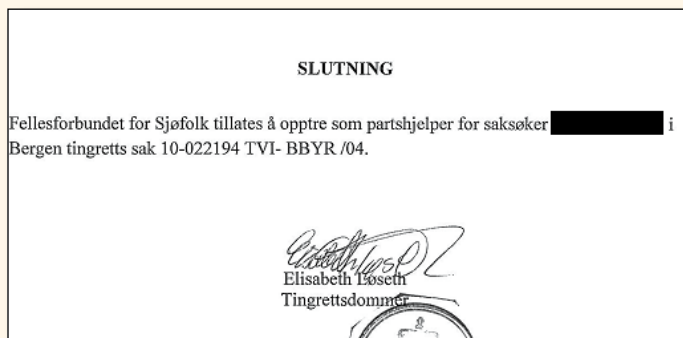 SLUTNING
Fellesforbundet for Sjøfolk tillates å opptre som partshjelper for saksøker i
Bergen tingretts sak 10-022194 TVI- BBYR /04.
Elisabeth Løseth
Tingrettsdommer